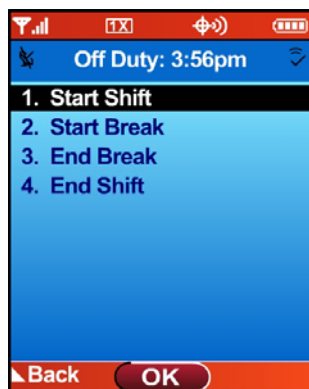 1X
Off Duty: 3:56pm
1. Start Shift
2. Start Break
3. End Break
4. End Shift
Back OK